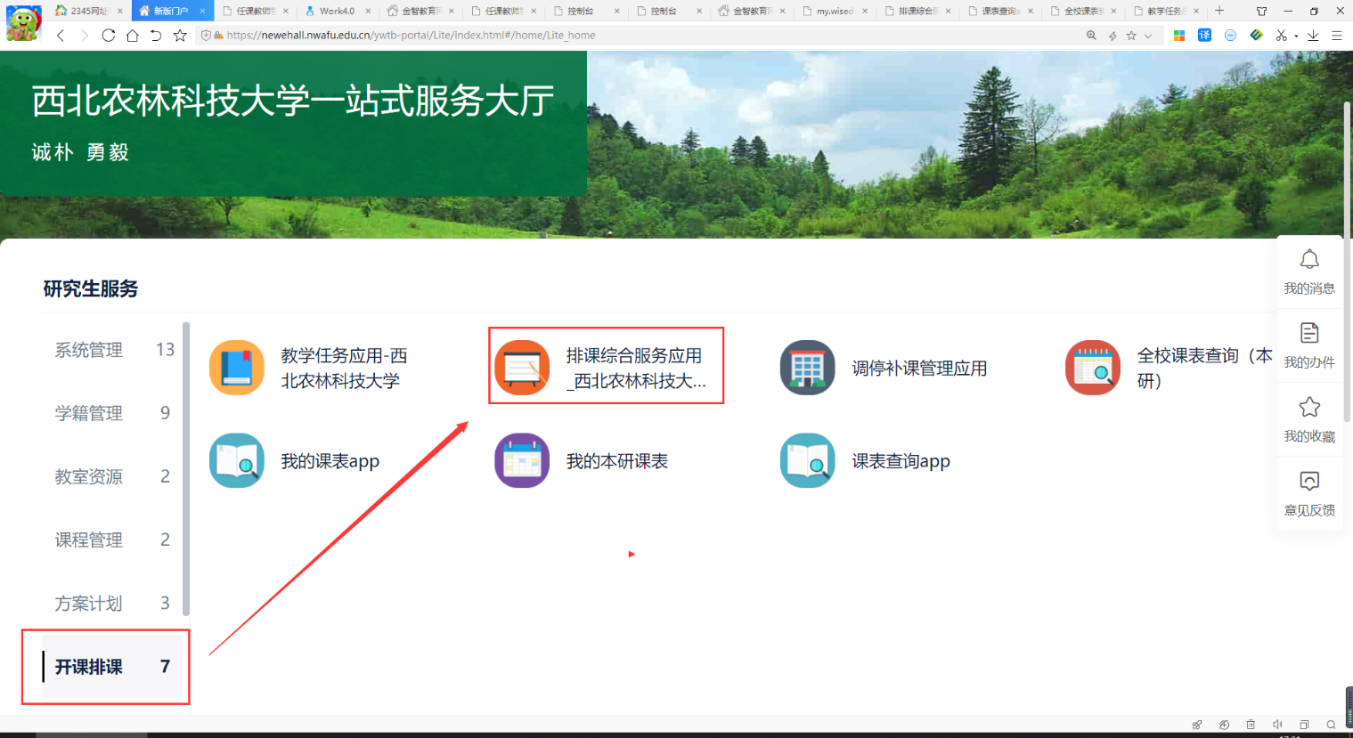 2345网址
新版门户
任课教师
Work4.0
金智教育
任课教师
控制台
控制台
金智教育
my.wised
排课综合
课表查询
全校课表
教学任务
https://newehall.nwafu.edu.cn/ywtb-portal/Lite/index.html#/home/Lite_home
译
西北农林科技大学一站式服务大厅
诚朴 勇毅
研究生服务
系统管理 13
学籍管理 9
教室资源 2
课程管理 2
方案计划 3
开课排课 7
教学任务应用-西
北农林科技大学
排课综合服务应用
_西北农林科技大...
调停补课管理应用
全校课表查询（本
研）
我的课表app
我的本研课表
课表查询app
我的消息
我的办件
我的收藏
意见反馈